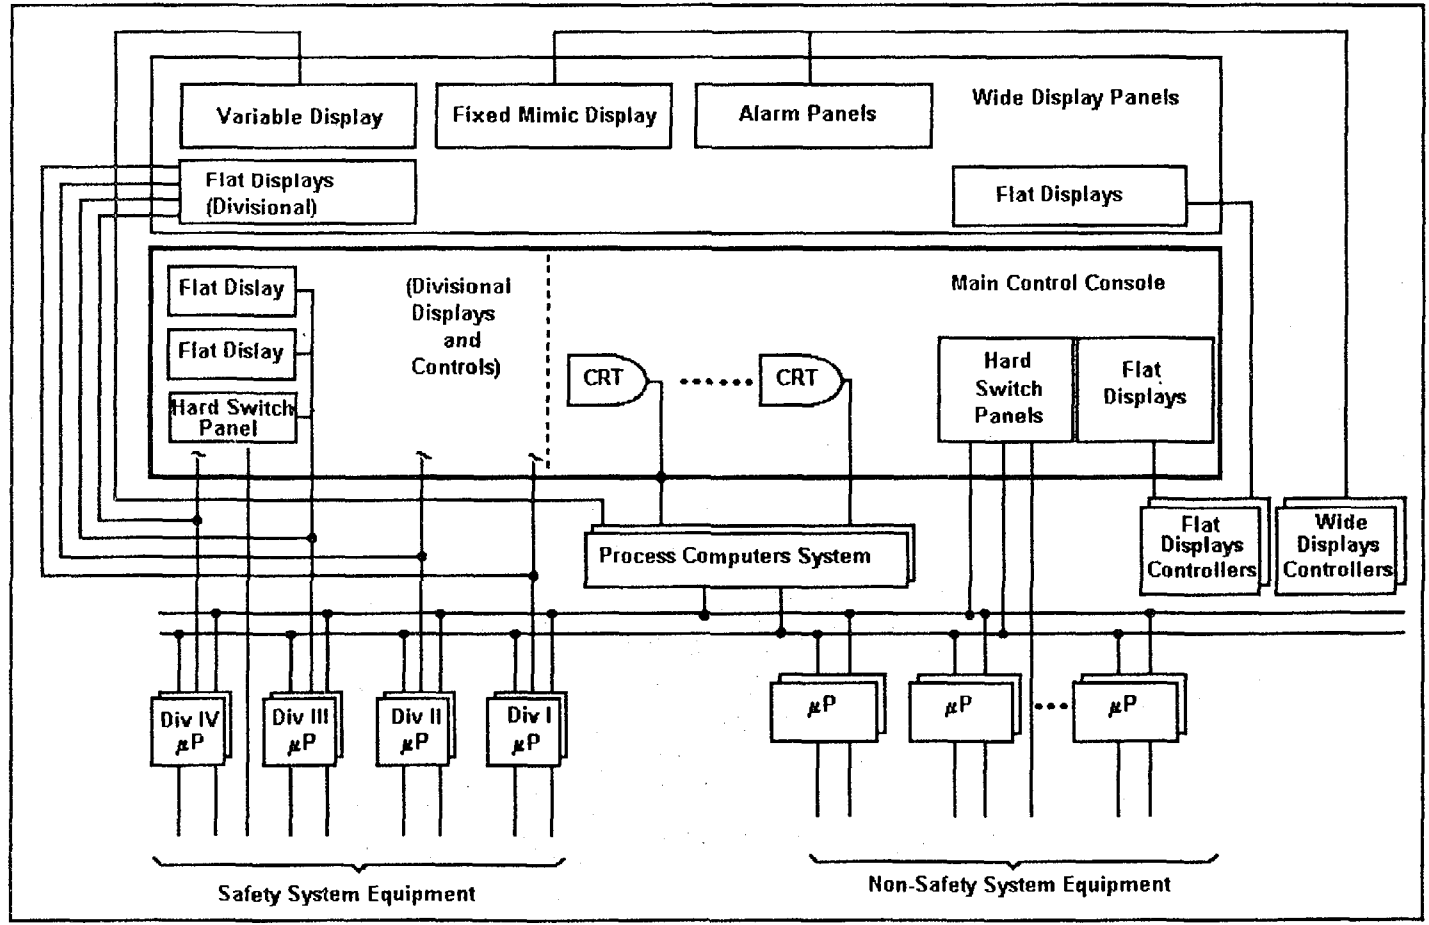 Variable Display
Fixed Mimic Display
Alarm Panels
Wide Display Panels
Flat Displays
(Divisional)
Flat Displays
Flat Dislay
Flat Dislay
Hard Switch
Panel
(Divisional
Displays
and
Controls)
Main Control Console
CRT
CRT
Hard
Switch
Panels
Flat
Displays
Process Computers System
Flat
Displays
Controllers
Wide
Displays
Controllers
Div IV
μP
Div III
μP
Div II
μP
Div I
μP
μP
μP
μP
Safety System Equipment
Non-Safety System Equipment